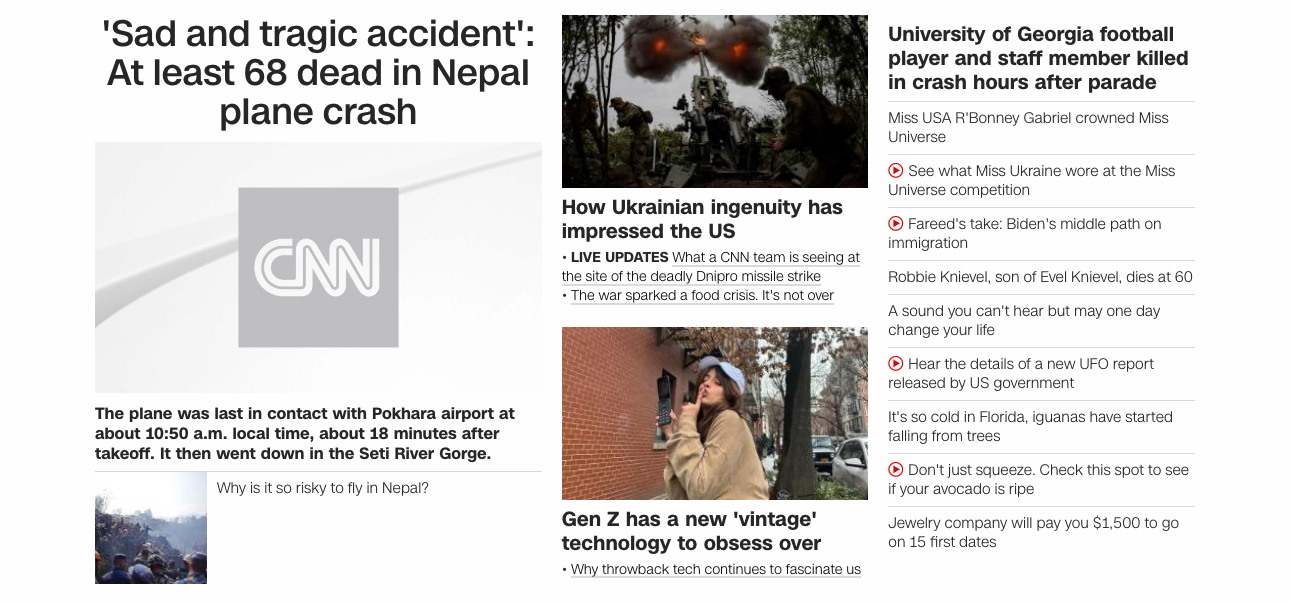 'Sad and tragic accident':
At least 68 dead in Nepal
plane crash
CNN
The plane was last in contact with Pokhara airport at
about 10:50 a.m. local time, about 18 minutes after
takeoff. It then went down in the Seti River Gorge.
Why is it so risky to fly in Nepal?
How Ukrainian ingenuity has
impressed the US
• LIVE UPDATES What a CNN team is seeing at
the site of the deadly Dnipro missile strike
• The war sparked a food crisis. It's not over
Gen Z has a new 'vintage'
technology to obsess over
• Why throwback tech continues to fascinate us
University of Georgia football
player and staff member killed
in crash hours after parade
Miss USA R'Bonney Gabriel crowned Miss
Universe
See what Miss Ukraine wore at the Miss
Universe competition
Fareed's take: Biden's middle path on
immigration
Robbie Knievel, son of Evel Knievel, dies at 60
A sound you can't hear but may one day
change your life
Hear the details of a new UFO report
released by US government
It's so cold in Florida, iguanas have started
falling from trees
Don't just squeeze. Check this spot to see
if your avocado is ripe
Jewelry company will pay you $1,500 to go
on 15 first dates